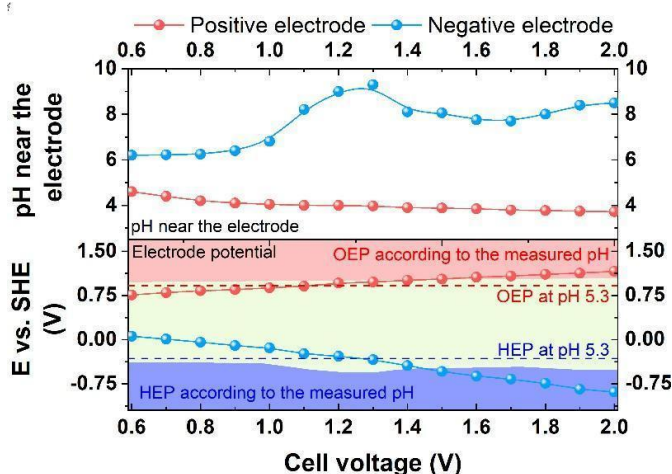 Positive electrode Negative electrode
0.6 0.8 1.0 1.2 1.4 1.6 1.8 2.0
pH near the
electrode
10
8
6
4
10
8
6
4
pH near the electrode
Electrode potential
OEP according to the measured pH
OEP at pH 5.3
HEP at pH 5.3
HEP according to the measured pH
E vs. SHE
(V)
1.50
0.75
0.00
-0.75
1.50
0.75
0.00
-0.75
0.6 0.8 1.0 1.2 1.4 1.6 1.8 2.0
Cell voltage (V)